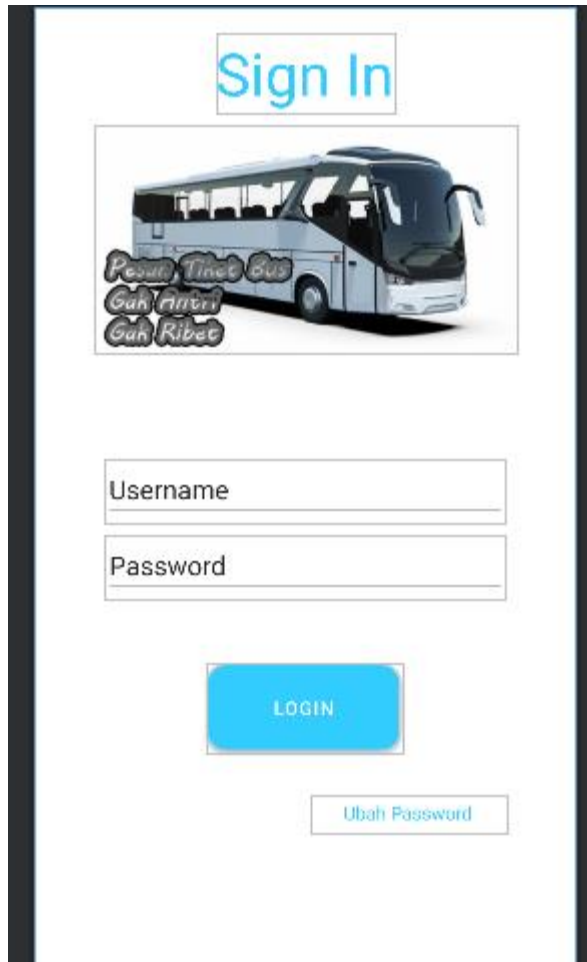 Sign In
Pesan Tiket Bus
Gak Antri
Gak Ribet
Username
Password
LOGIN
Ubah Password